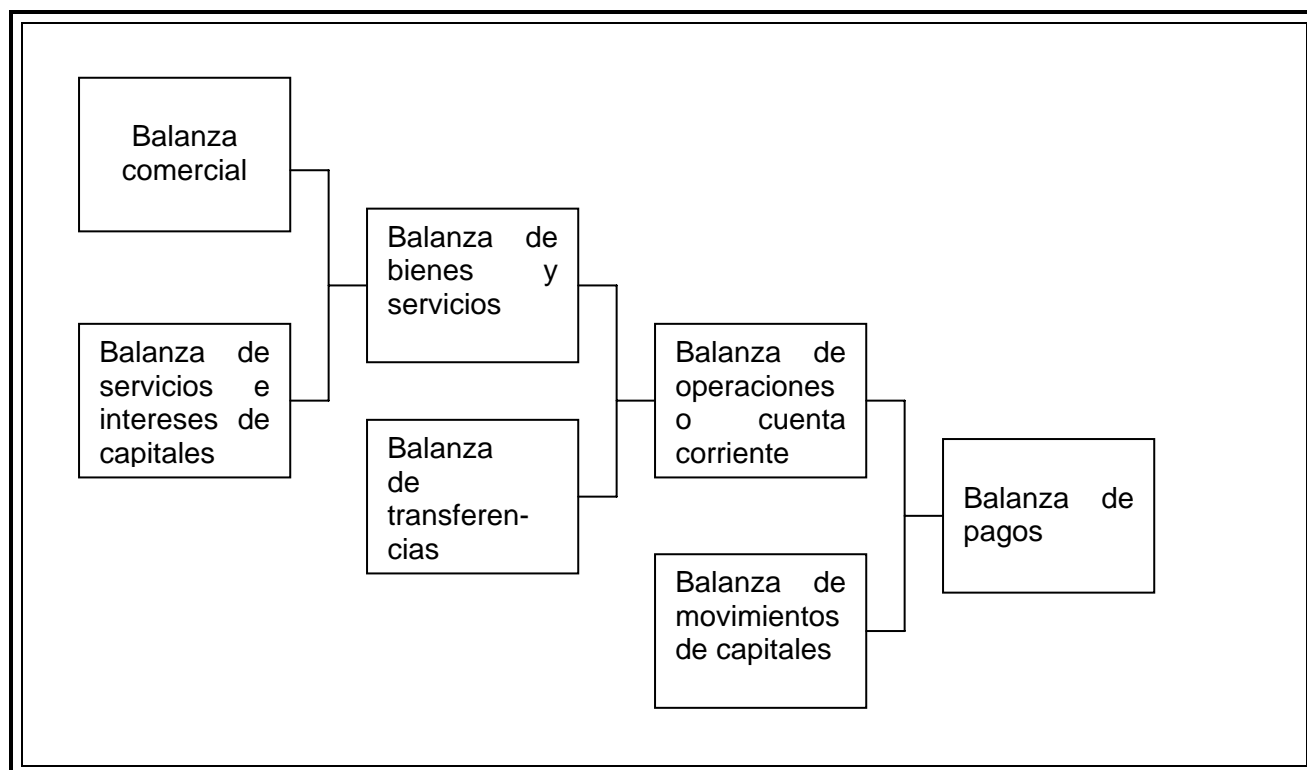 Balanza
comercial
Balanza de
bienes y
servicios
Balanza de
servicios e
intereses de
capitales
Balanza de
operaciones
o cuenta
corriente
Balanza
de
transferen-
cias
Balanza de
pagos
Balanza de
movimientos
de capitales